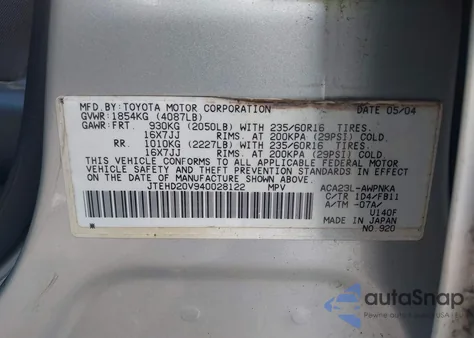 MFD.BY:TOYOTA MOTOR CORPORATION DATE 05/04
GVWR:1854KG (4087LB)
GAWR:FRT. 930KG (2050LB) WITH 235/60R16 TIRES,
16X7JJ RIMS, AT 200KPA (29PSI) COLD.
RR. 1010KG (2227LB) WITH 235/60R16 TIRES,
16X7JJ RIMS, AT 200KPA (29PSI) COLD.
THIS VEHICLE CONFORMS TO ALL APPLICABLE FEDERAL MOTOR
VEHICLE SAFETY AND THEFT PREVENTION STANDARDS IN EFFECT
ON THE DATE OF MANUFACTURE SHOWN ABOVE.
JTEHD20V940028122 MPV ACA23L-AWPNKA
C/TR 1D4/FB11
A/TM -07A/
U140F
MADE IN JAPAN
NO.920
autoSnap